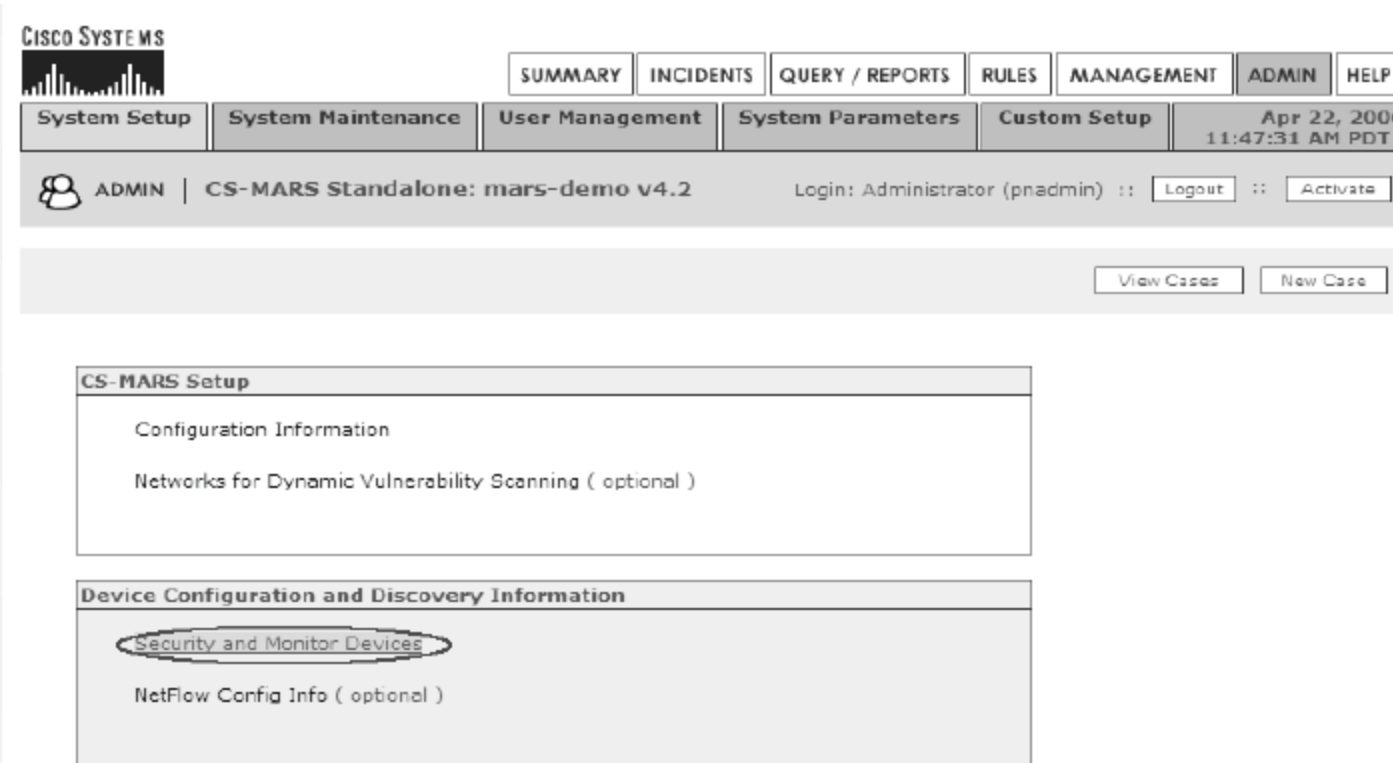 CISCO SYSTEMS
SUMMARY INCIDENTS QUERY / REPORTS RULES MANAGEMENT ADMIN HELP
System Setup System Maintenance User Management System Parameters Custom Setup Apr 22, 200
11:47:31 AM PDT
ADMIN | CS-MARS Standalone: mars-demo v4.2 Login: Administrator (pnadmin) :: Logout :: Activate
View Cases New Case
CS-MARS Setup
Configuration Information
Networks for Dynamic Vulnerability Scanning ( optional )
Device Configuration and Discovery Information
Security and Monitor Devices
NetFlow Config Info ( optional )